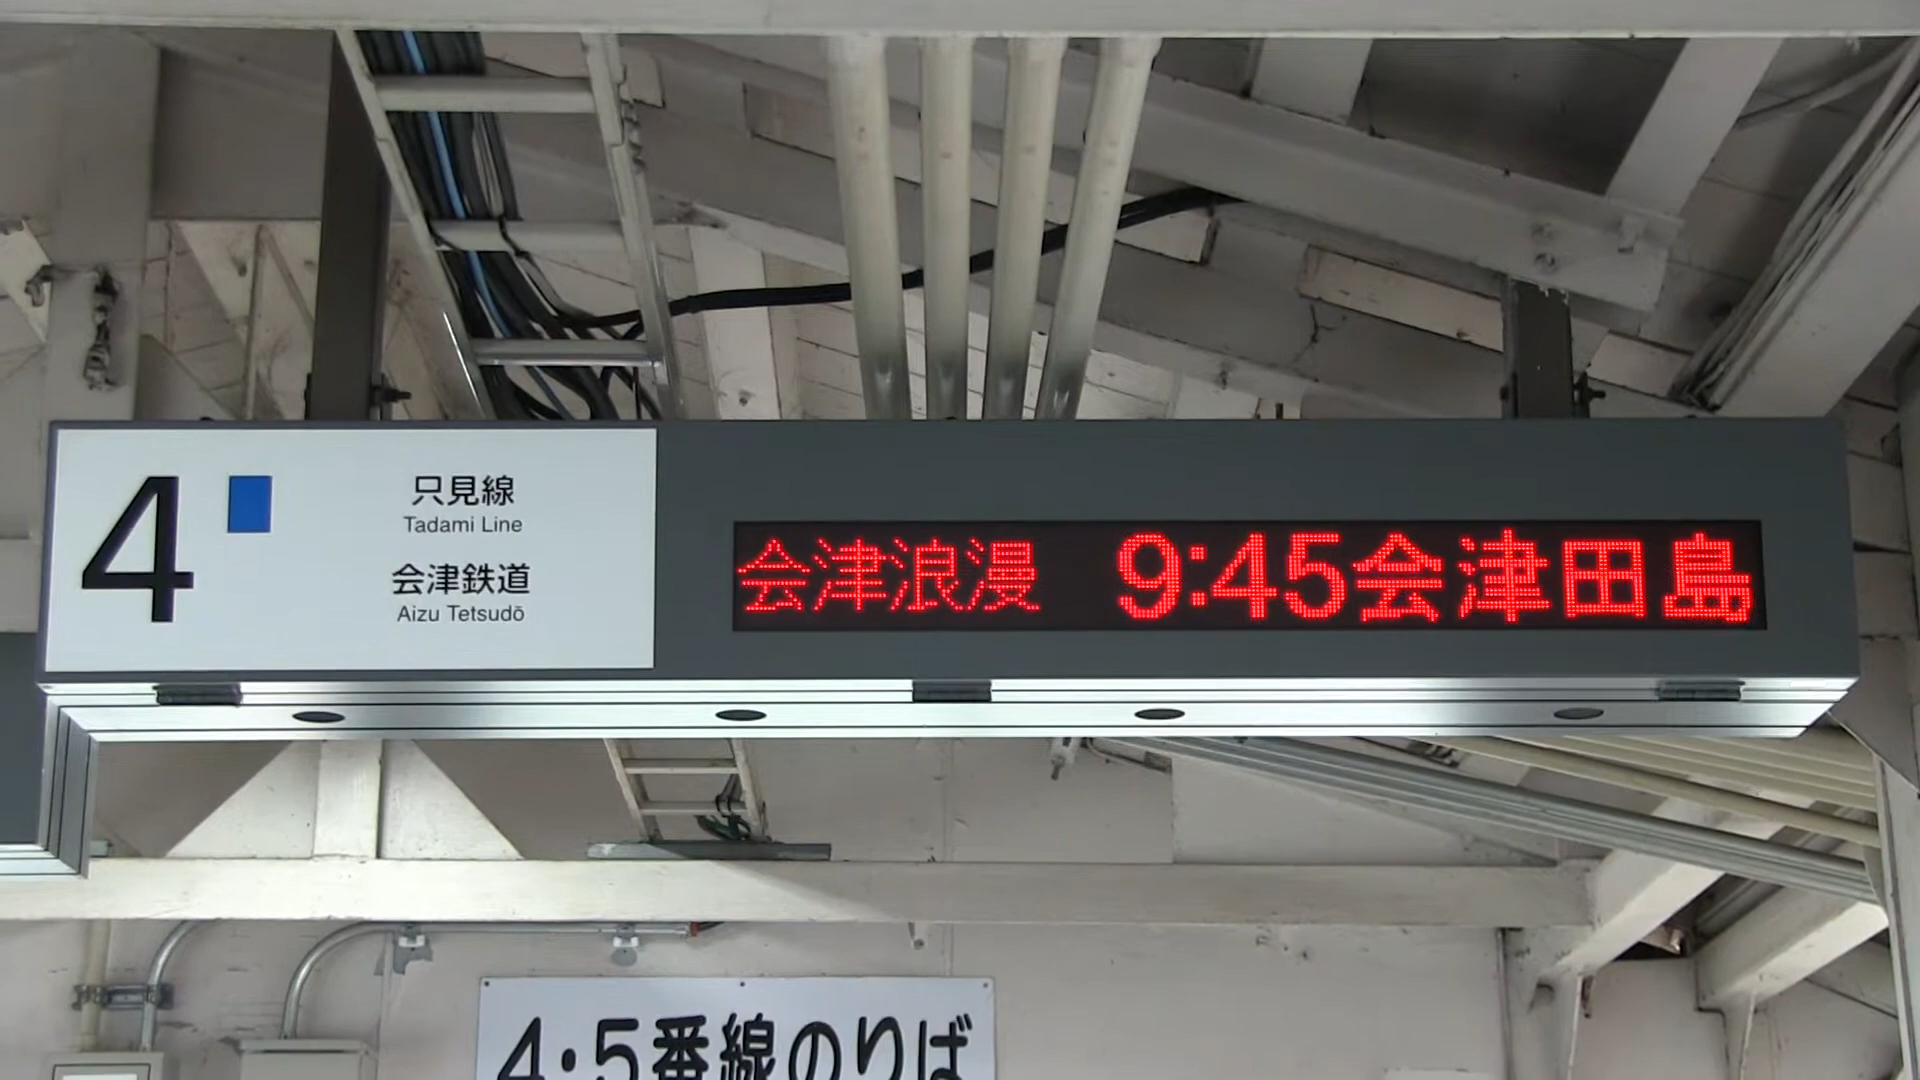 4
只見線
Tadami Line
会津鉄道
Aizu Tetsudō
会津浪漫 9:45会津田島
4・5番線のりば